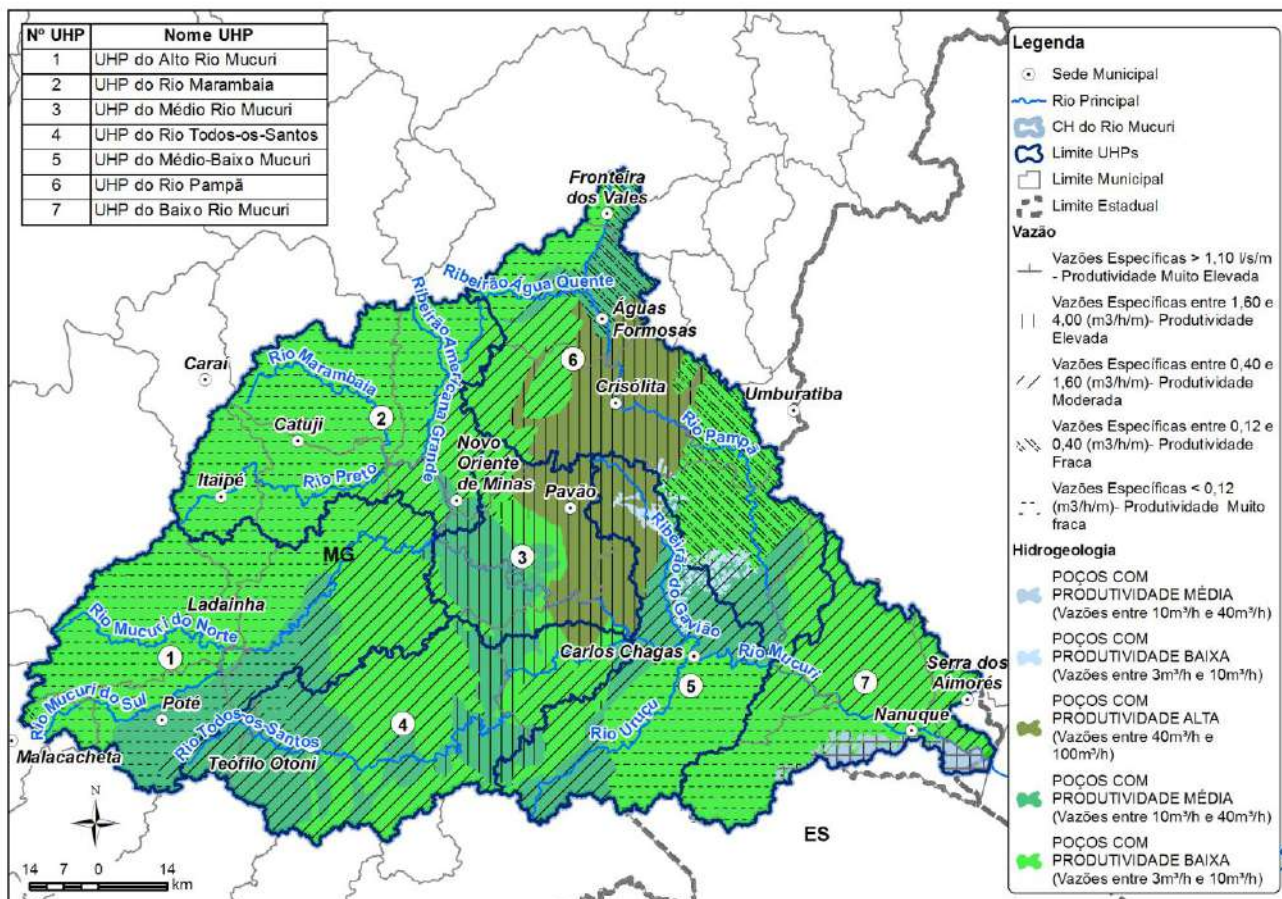 Nº UHP Nome UHP
1 UHP do Alto Rio Mucuri
2 UHP do Rio Marambaia
3 UHP do Médio Rio Mucuri
4 UHP do Rio Todos-os-Santos
5 UHP do Médio-Baixo Mucuri
6 UHP do Rio Pampã
7 UHP do Baixo Rio Mucuri
Fronteira
dos Vales
Ribeirão Água Quente
Ribeirão Americana Grande
Águas
Formosas
6
Caraí
Rio Marambaia
Crisólita
Umburatiba
2
Catuji
Rio Pampã
Novo
Oriente
de Minas
Itaipé
Rio Preto
Pavão
Ribeirão do Gavião
MG
3
Ladainha
Rio Mucuri do Norte
1
Carlos Chagas
Rio Mucuri
Serra dos
Aimorés
5
7
Rio Mucuri do Sul
Poté
4
Rio Uruçu
Nanuque
Malacacheta
Rio Todos-os-Santos
Teófilo Otoni
N
ES
14 7 0 14
km
Legenda
Sede Municipal
Rio Principal
CH do Rio Mucuri
Limite UHPs
Limite Municipal
Limite Estadual
Vazão
Vazões Específicas > 1,10 l/s/m
- Produtividade Muito Elevada
Vazões Específicas entre 1,60 e
4,00 (m3/h/m)- Produtividade
Elevada
Vazões Específicas entre 0,40 e
1,60 (m3/h/m)- Produtividade
Moderada
Vazões Específicas entre 0,12 e
0,40 (m3/h/m)- Produtividade
Fraca
Vazões Específicas < 0,12
(m3/h/m)- Produtividade Muito
fraca
Hidrogeologia
POÇOS COM
PRODUTIVIDADE MÉDIA
(Vazões entre 10m³/h e 40m³/h)
POÇOS COM
PRODUTIVIDADE BAIXA
(Vazões entre 3m³/h e 10m³/h)
POÇOS COM
PRODUTIVIDADE ALTA
(Vazões entre 40m³/h e
100m³/h)
POÇOS COM
PRODUTIVIDADE MÉDIA
(Vazões entre 10m³/h e 40m³/h)
POÇOS COM
PRODUTIVIDADE BAIXA
(Vazões entre 3m³/h e 10m³/h)